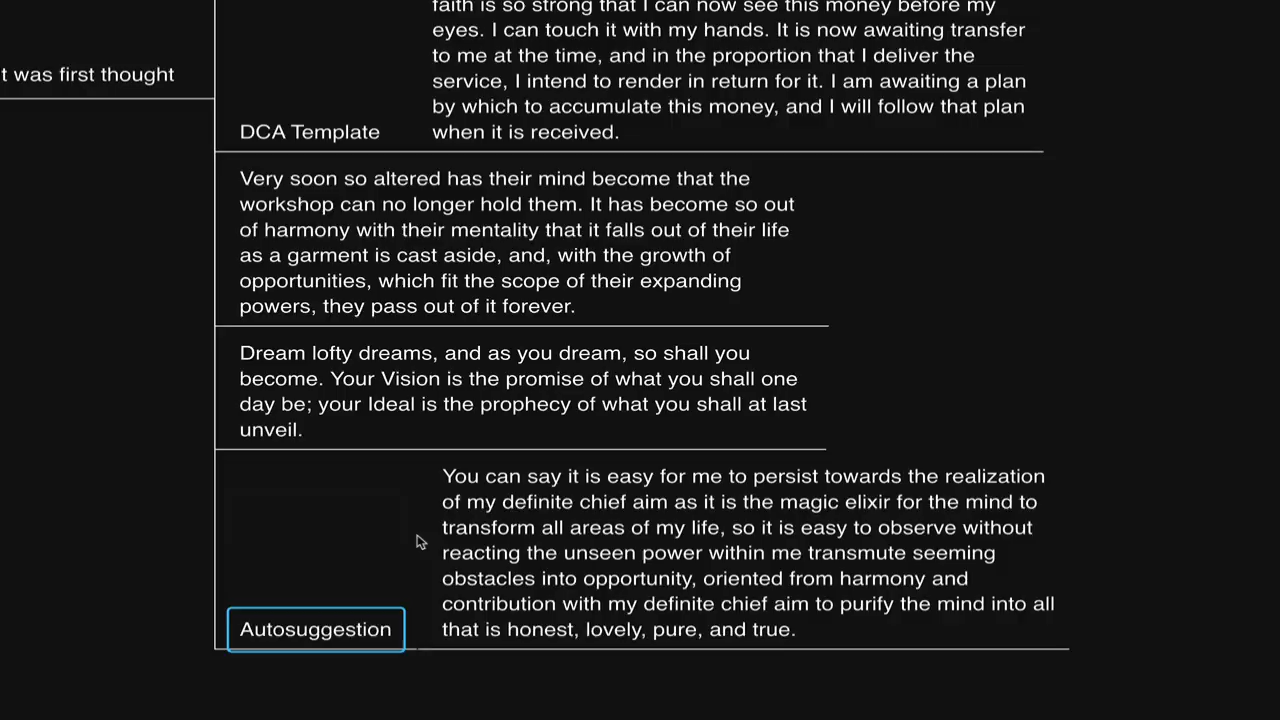 faith is so strong that I can now see this money before my
eyes. I can touch it with my hands. It is now awaiting transfer
to me at the time, and in the proportion that I deliver the
service, I intend to render in return for it. I am awaiting a plan
by which to accumulate this money, and I will follow that plan
when it is received.
t was first thought
DCA Template
Very soon so altered has their mind become that the
workshop can no longer hold them. It has become so out
of harmony with their mentality that it falls out of their life
as a garment is cast aside, and, with the growth of
opportunities, which fit the scope of their expanding
powers, they pass out of it forever.
Dream lofty dreams, and as you dream, so shall you
become. Your Vision is the promise of what you shall one
day be; your Ideal is the prophecy of what you shall at last
unveil.
You can say it is easy for me to persist towards the realization
of my definite chief aim as it is the magic elixir for the mind to
transform all areas of my life, so it is easy to observe without
reacting the unseen power within me transmute seeming
obstacles into opportunity, oriented from harmony and
contribution with my definite chief aim to purify the mind into all
that is honest, lovely, pure, and true.
Autosuggestion